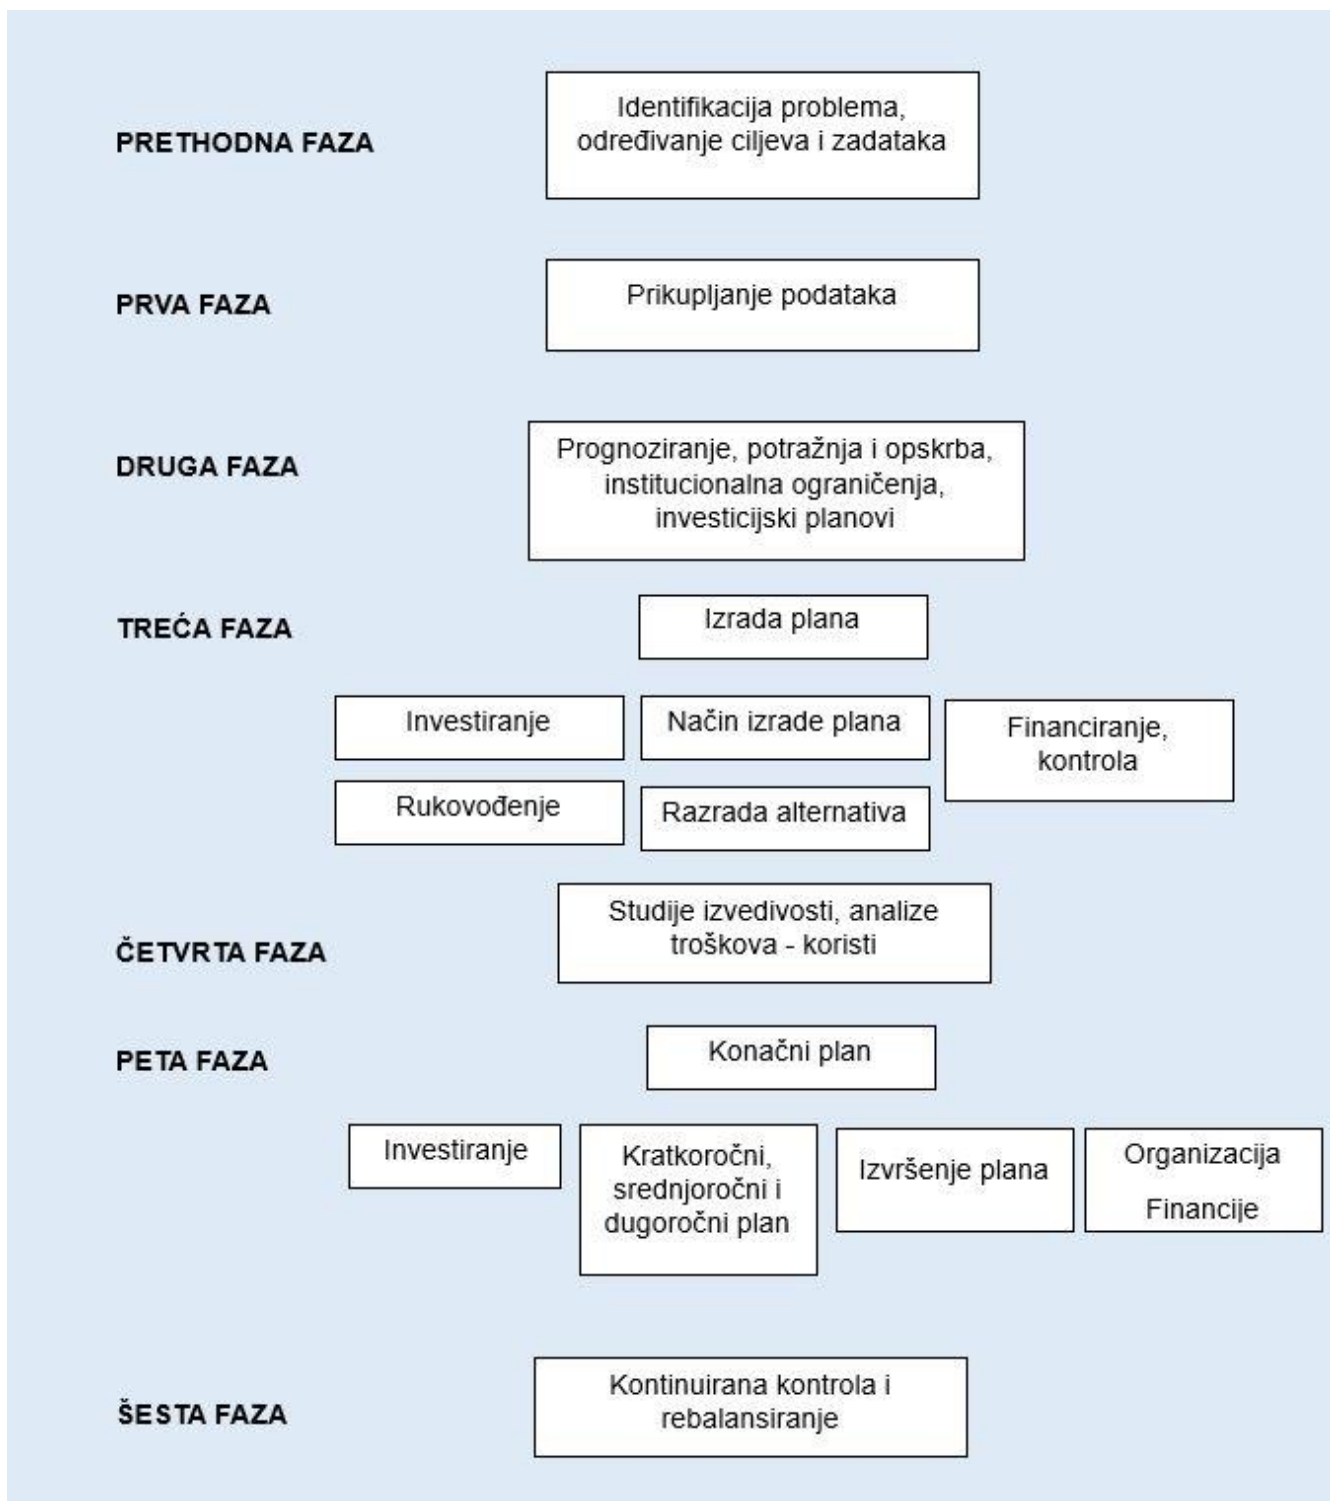 PRETHODNA FAZA
Identifikacija problema,
određivanje ciljeva i zadataka
PRVA FAZA
Prikupljanje podataka
DRUGA FAZA
Prognoziranje, potražnja i opskrba,
institucionalna ograničenja,
investicijski planovi
TREĆA FAZA
Izrada plana
Investiranje
Način izrade plana
Financiranje,
kontrola
Rukovođenje
Razrada alternativa
ČETVRTA FAZA
Studije izvedivosti, analize
troškova - koristi
PETA FAZA
Konačni plan
Investiranje
Kratkoročni,
srednjoročni i
dugoročni plan
Izvršenje plana
Organizacija
Financije
ŠESTA FAZA
Kontinuirana kontrola i
rebalansiranje